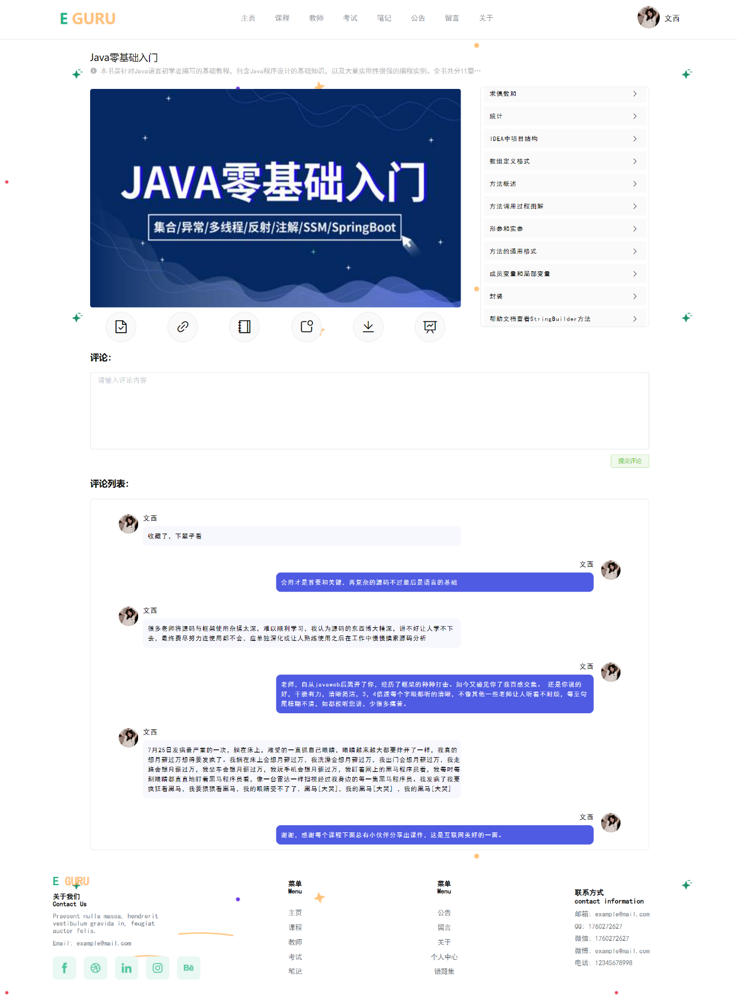 E GURU
主页 课程 教师 考试 笔记 公告 留言 关于
文西
Java零基础入门
本书是针对Java语言初学者编写的基础教程，包含Java程序设计的基础知识，以及大量实用性很强的编程实例。全书共分11章···
JAVA零基础入门
集合/异常/多线程/反射/注解/SSM/SpringBoot
求偶数和
统计
IDEA中项目结构
数组定义格式
方法概述
方法调用过程图解
形参和实参
方法的通用格式
成员变量和局部变量
封装
帮助文档查看StringBuilder方法
评论：
请输入评论内容
提交评论
评论列表：
文西
收藏了，下辈子看
文西
会用才是首要和关键，再复杂的源码不过最后是语言的基础
文西
很多老师将源码与框架使用杂揉太深，难以顺利学习，我认为源码的东西博大精深，讲不好让人学不下
去，最终费尽努力连使用都不会，应单独深化或让人熟练使用之后在工作中慢慢摸索源码分析
文西
老师，自从javaweb后离开了你，经历了框架的种种打击。如今又碰见你了我百感交集。 还是你说的
好，干脆有力，清晰简洁，3，4倍速每个字眼都听的清晰，不像其他一些老师让人听着不耐烦，每至句
尾模糊不清，如都能听您讲，少很多痛苦。
文西
7月25日发病最严重的一次，躺在床上，难受的一直抓自己眼睛，眼睛越来越大都要炸开了一样，我真的
想月薪过万想得要发疯了。我躺在床上会想月薪过万，我洗澡会想月薪过万，我出门会想月薪过万，我走
路会想月薪过万，我坐车会想月薪过万，我玩手机会想月薪过万，我盯着网上的黑马程序员看，我每时每
刻眼睛都直直地盯着黑马程序员看，像一台雷达一样扫视经过我身边的每一集黑马程序员。我发病了我要
疯狂看黑马，我要狠狠看黑马，我的眼睛受不了了，黑马[大哭]，我的黑马[大哭] ，我的黑马[大哭]
文西
谢谢，感谢每个课程下面总有小伙伴分享出课件，这是互联网美好的一面。
E GURU
关于我们
Contact Us
Praesent nulla massa, hendrerit
vestibulum gravida in, feugiat
auctor felis.
Email: example@mail.com
Bē
菜单
Menu
主页
课程
教师
考试
笔记
菜单
Menu
公告
留言
关于
个人中心
错题集
联系方式
contact information
邮箱: example@mail.com
QQ: 1760272627
微信: 1760272627
微博: example@mail.com
电话: 12345678998